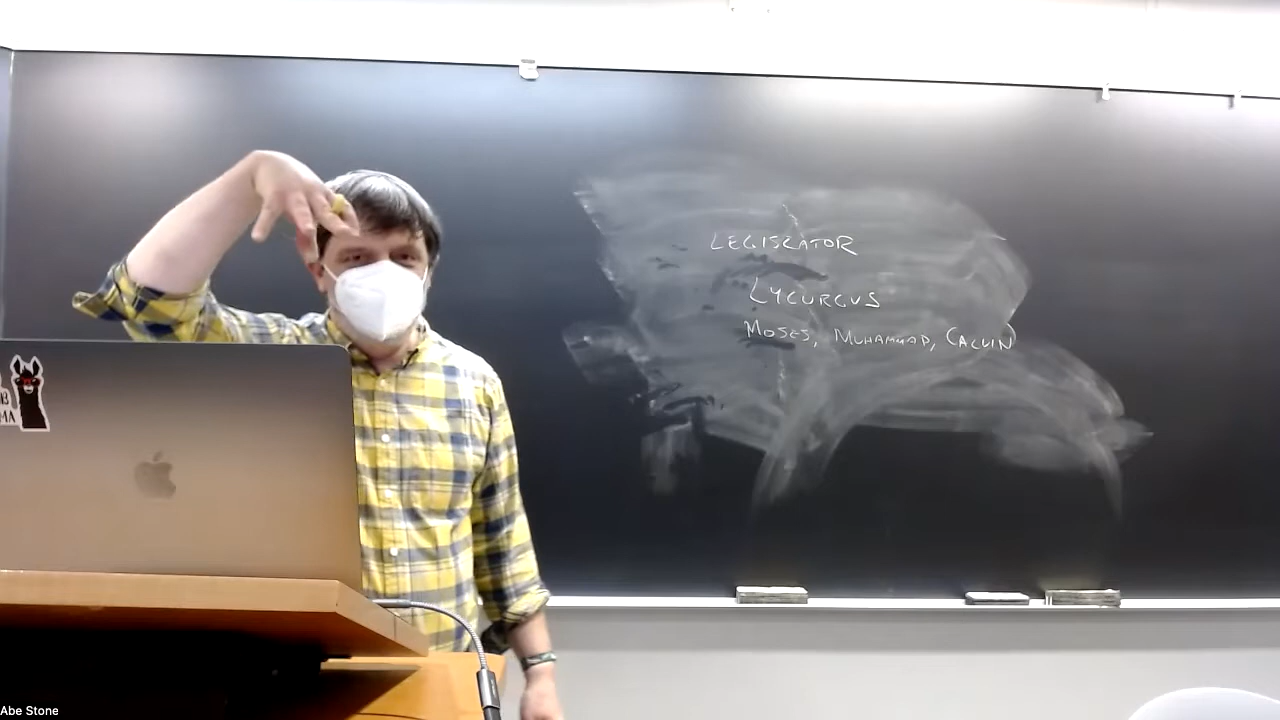 LEGISLATOR
LYCURGUS
MOSES, MUHAMMAD, CALVIN
Abe Stone